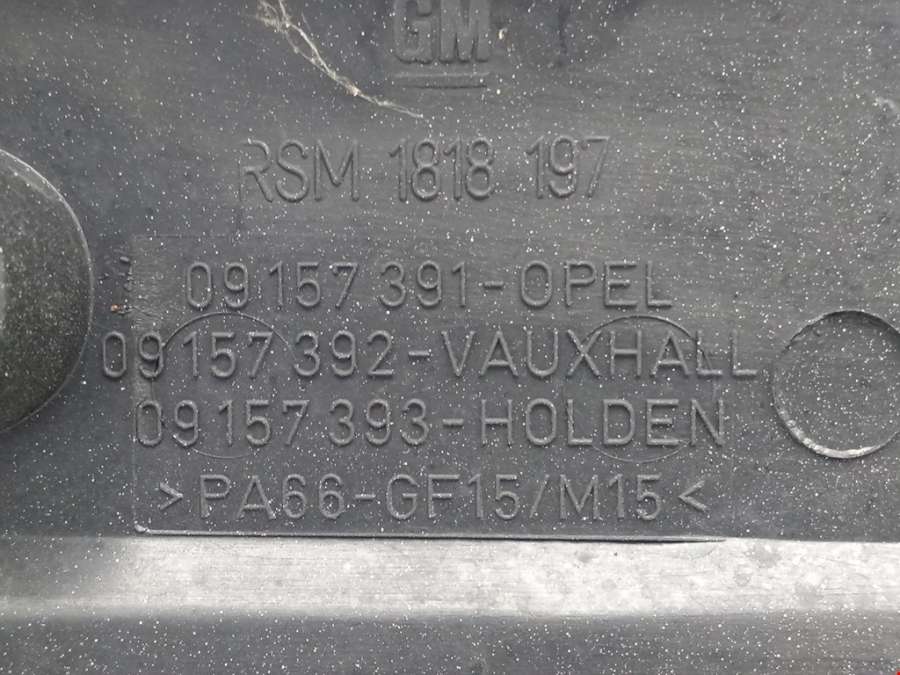 GM
RSM 1818 197
09 157 391-OPEL
09 157 392-VAUXHALL
09 157 393-HOLDEN
>PA66-GF15/M15<